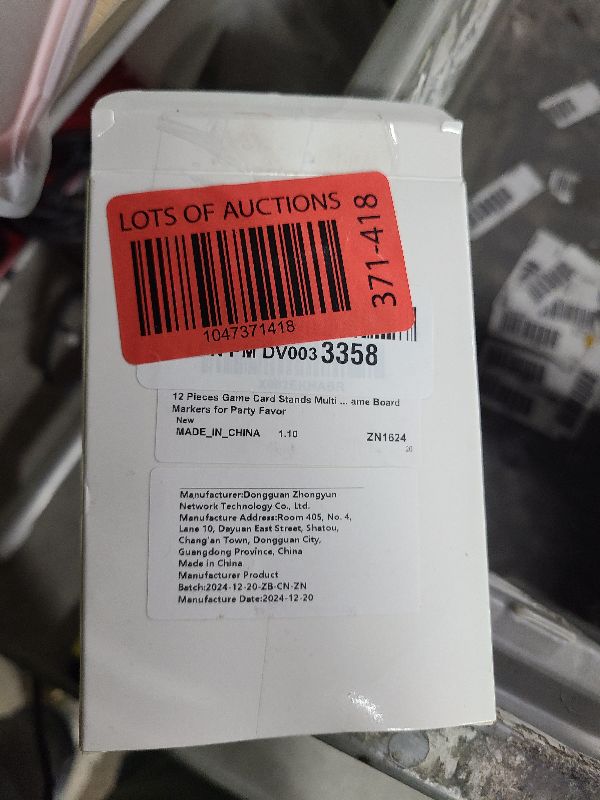 LOTS OF AUCTIONS
371-418
1047371418
DV003 3358
12 Pieces Game Card Stands Multi ... ame Board
Markers for Party Favor
New
MADE_IN_CHINA 1.10 ZN1624
20
Manufacturer:Dongguan Zhongyun
Network Technology Co., Ltd.
Manufacture Address:Room 405, No. 4,
Lane 10, Dayuan East Street, Shatou,
Chang'an Town, Dongguan City,
Guangdong Province, China
Made in China
Manufacturer Product
Batch:2024-12-20-ZB-CN-ZN
Manufacture Date:2024-12-20